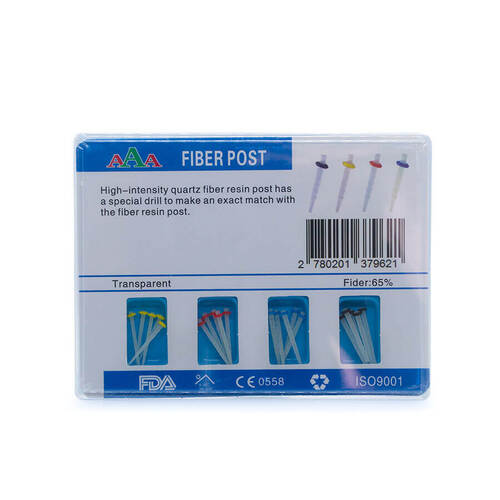 AAA FIBER POST
High-intensity quartz fiber resin post has
a special drill to make an exact match with
the fiber resin post.
2 780201 379621
Transparent Fider:65%
FDA CE 0558 ISO9001